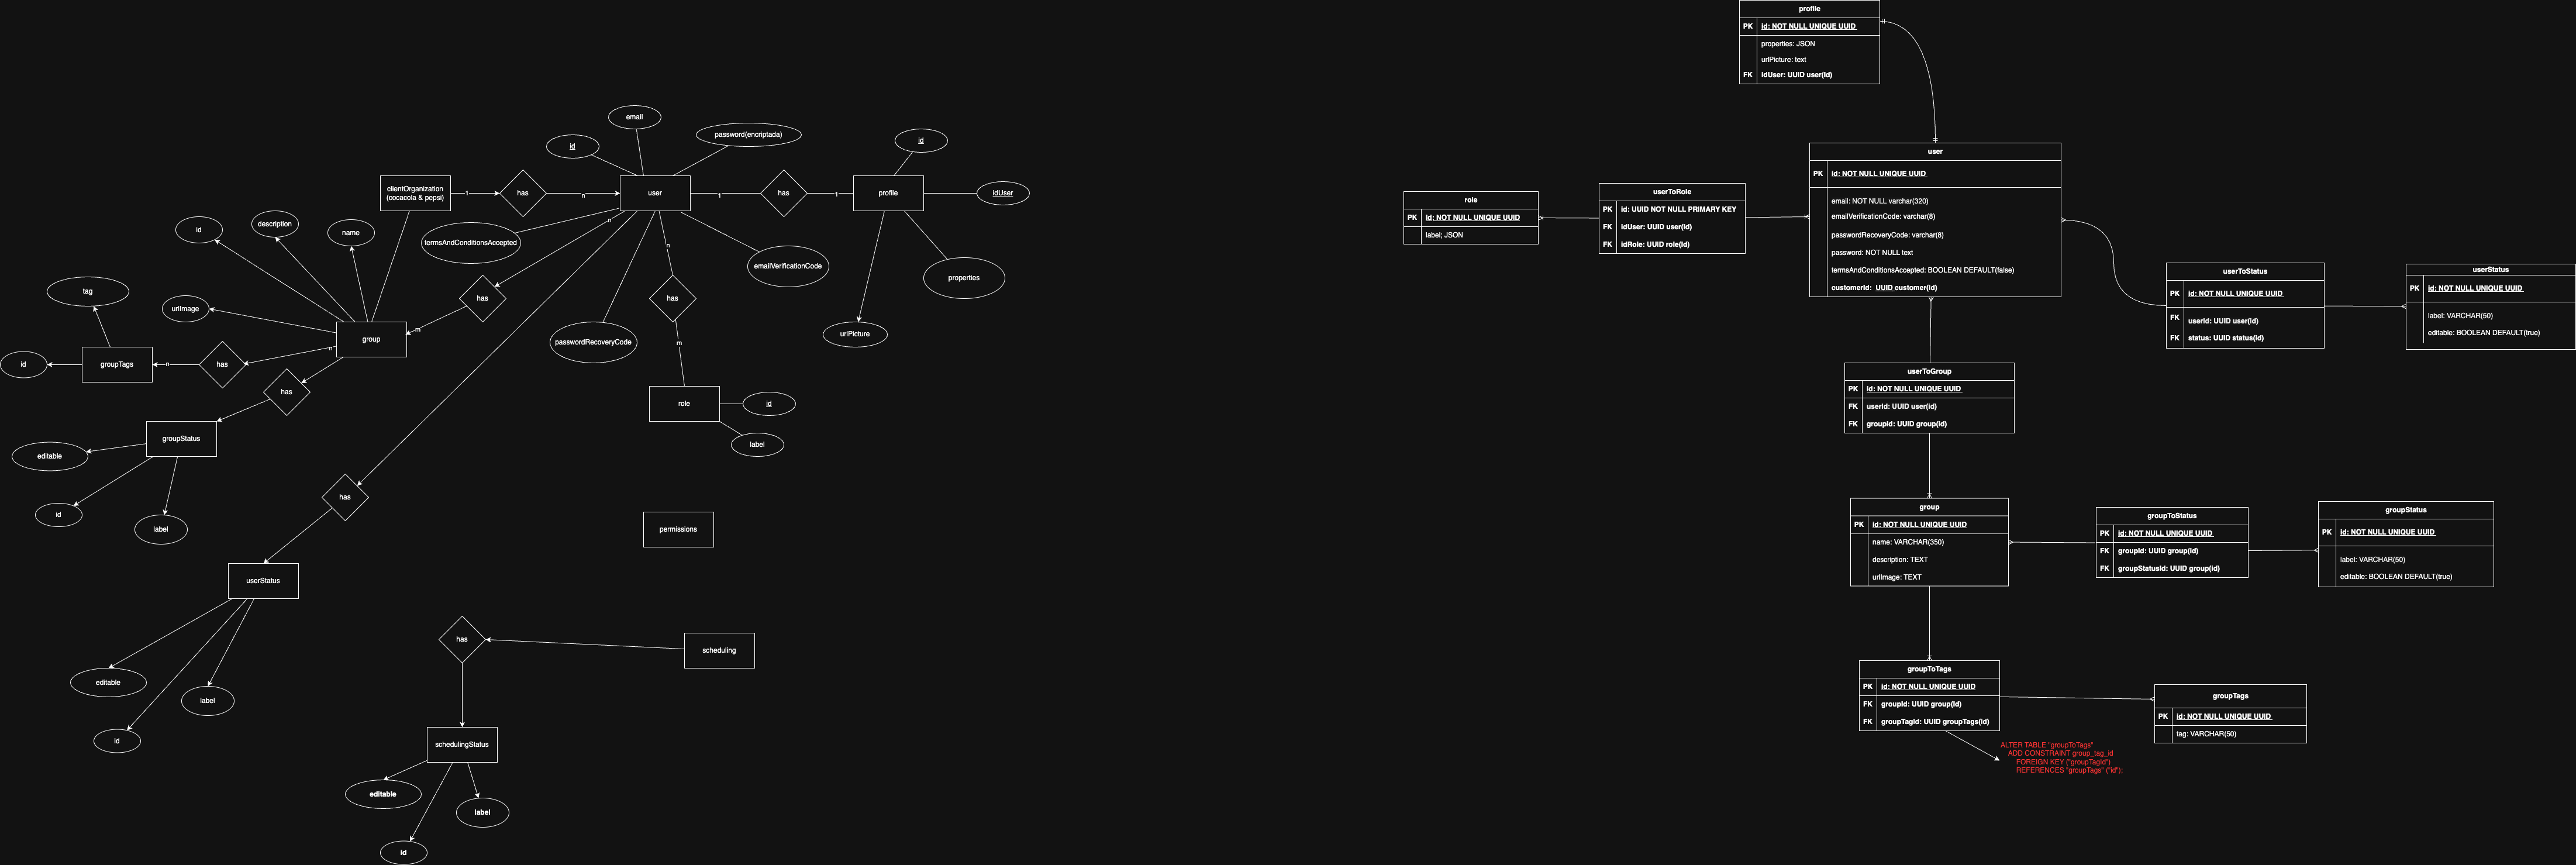 email
id
password(encriptada)
id
clientOrganization
(cocacola & pepsi)
1
has
n
user
1
has
1
profile
idUser
id
description
name
termsAndConditionsAccepted
n
n
emailVerificationCode
properties
tag
urlImage
has
has
urlPicture
m
group
passwordRecoveryCode
m
id
groupTags
n
has
n
has
role
id
label
groupStatus
editable
id
label
has
permissions
userStatus
editable
label
id
has
scheduling
schedulingStatus
editable
label
id
profile
PK
id: NOT NULL UNIQUE UUID
properties: JSON
urlPicture: text
FK
idUser: UUID user(id)
user
PK
id: NOT NULL UNIQUE UUID
email: NOT NULL varchar(320)
emailVerificationCode: varchar(8)
passwordRecoveryCode: varchar(8)
password: NOT NULL text
termsAndConditionsAccepted: BOOLEAN DEFAULT(false)
customerId: UUID customer(id)
role
PK
id: NOT NULL UNIQUE UUID
label; JSON
userToRole
PK
id: UUID NOT NULL PRIMARY KEY
FK
idUser: UUID user(id)
FK
idRole: UUID role(id)
userToStatus
PK
id: NOT NULL UNIQUE UUID
FK
userId: UUID user(id)
FK
status: UUID status(id)
userStatus
PK
id: NOT NULL UNIQUE UUID
label: VARCHAR(50)
editable: BOOLEAN DEFAULT(true)
userToGroup
PK
id: NOT NULL UNIQUE UUID
FK
userId: UUID user(id)
FK
groupId: UUID group(id)
group
PK
id: NOT NULL UNIQUE UUID
name: VARCHAR(350)
description: TEXT
urlImage: TEXT
groupToStatus
PK
id: NOT NULL UNIQUE UUID
FK
groupId: UUID group(id)
FK
groupStatusId: UUID group(id)
groupStatus
PK
id: NOT NULL UNIQUE UUID
label: VARCHAR(50)
editable: BOOLEAN DEFAULT(true)
groupToTags
PK
id: NOT NULL UNIQUE UUID
FK
groupId: UUID group(id)
FK
groupTagId: UUID groupTags(id)
groupTags
PK
id: NOT NULL UNIQUE UUID
tag: VARCHAR(50)
ALTER TABLE "groupToTags"
ADD CONSTRAINT group_tag_id
FOREIGN KEY ("groupTagId")
REFERENCES "groupTags" ("id");